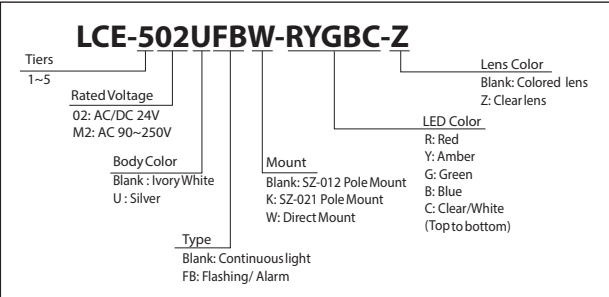 LCE-502UFBW-RYGBC-Z
Tiers
1~5
Rated Voltage
02: AC/DC 24V
M2: AC 90~250V
Body Color
Blank : Ivory White
U : Silver
Type
Blank: Continuous light
FB: Flashing/ Alarm
Mount
Blank: SZ-012 Pole Mount
K: SZ-021 Pole Mount
W: Direct Mount
LED Color
R: Red
Y: Amber
G: Green
B: Blue
C: Clear/White
(Top to bottom)
Lens Color
Blank: Colored lens
Z: Clear lens